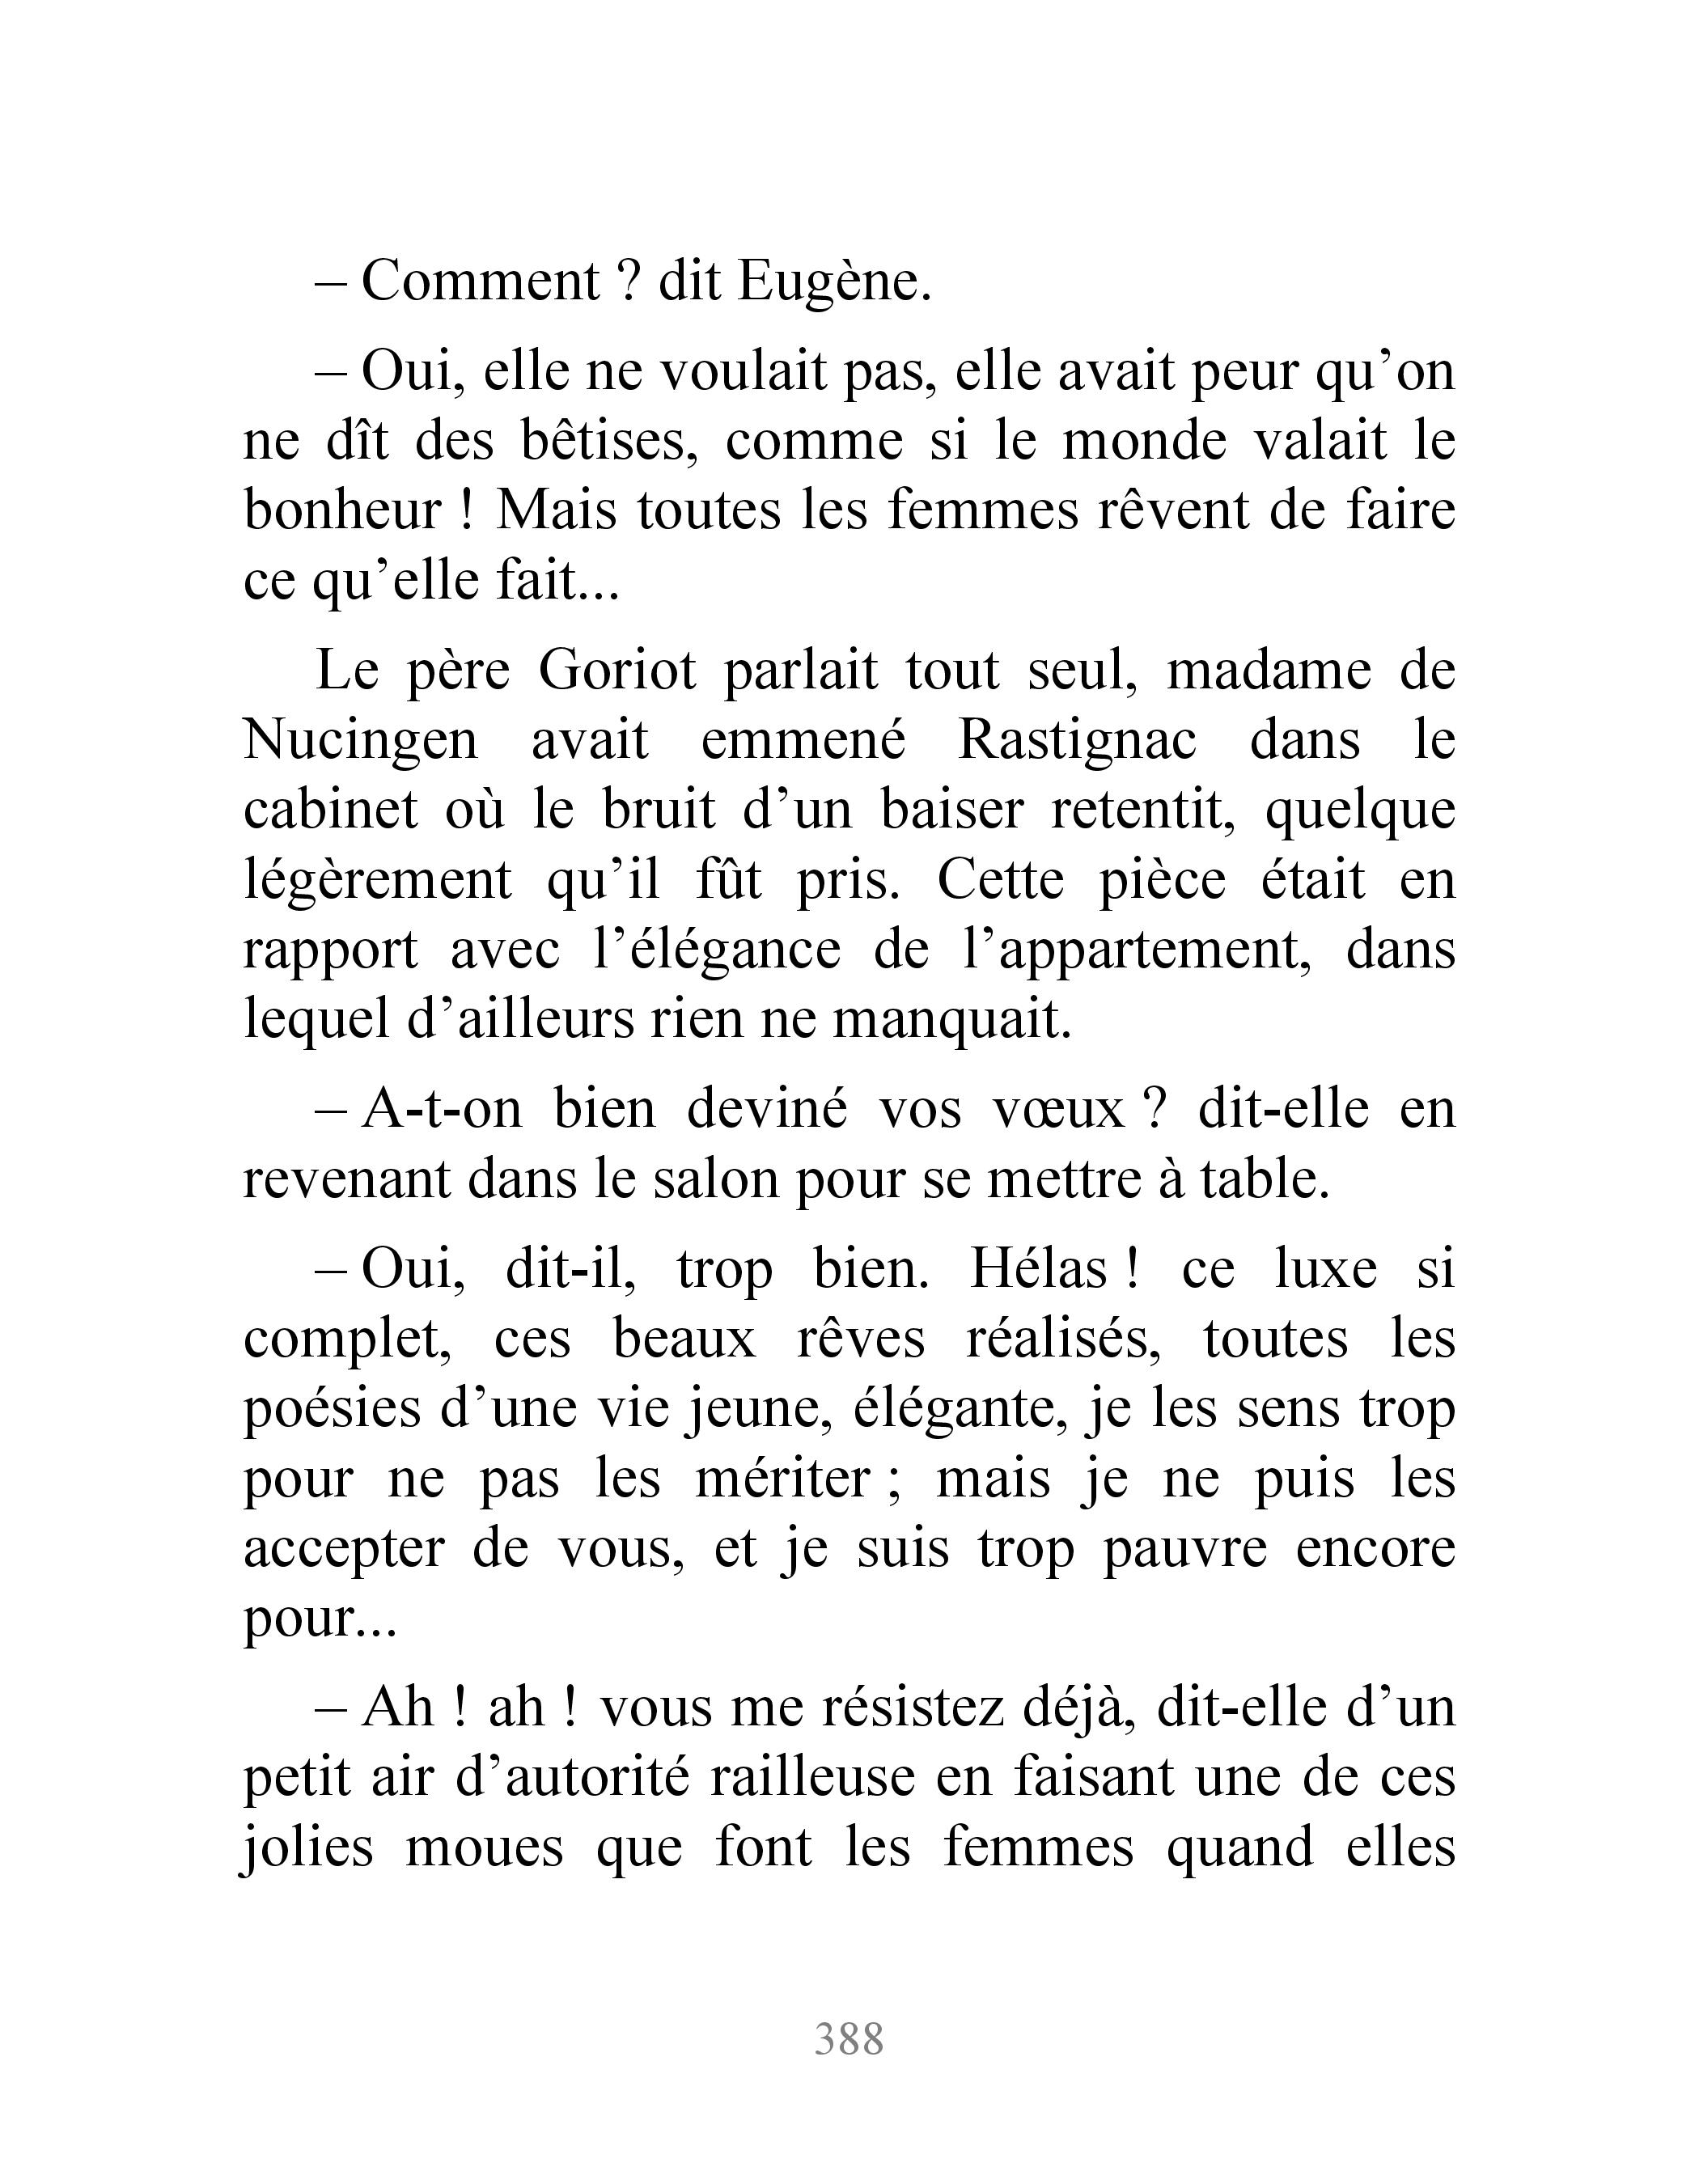 – Comment ? dit Eugène.
– Oui, elle ne voulait pas, elle avait peur qu’on
ne dît des bêtises, comme si le monde valait le
bonheur ! Mais toutes les femmes rêvent de faire
ce qu’elle fait...
Le père Goriot parlait tout seul, madame de
Nucingen avait emmené Rastignac dans le
cabinet où le bruit d’un baiser retentit, quelque
légèrement qu’il fût pris. Cette pièce était en
rapport avec l’élégance de l’appartement, dans
lequel d’ailleurs rien ne manquait.
– A-t-on bien deviné vos vœux ? dit-elle en
revenant dans le salon pour se mettre à table.
– Oui, dit-il, trop bien. Hélas ! ce luxe si
complet, ces beaux rêves réalisés, toutes les
poésies d’une vie jeune, élégante, je les sens trop
pour ne pas les mériter ; mais je ne puis les
accepter de vous, et je suis trop pauvre encore
pour...
– Ah ! ah ! vous me résistez déjà, dit-elle d’un
petit air d’autorité railleuse en faisant une de ces
jolies moues que font les femmes quand elles
388